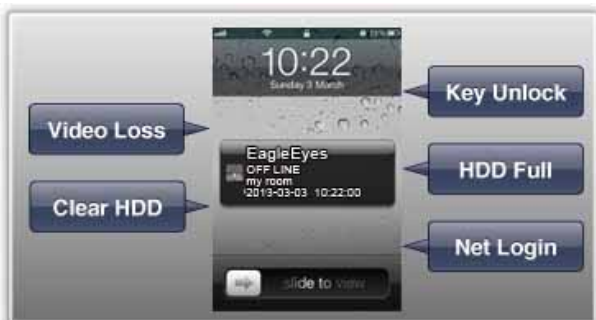 10:22
Sunday 3 March
Key Unlock
Video Loss
EagleEyes
OFF LINE
my room
2013-03-03 10:22:00
HDD Full
Clear HDD
Net Login
slide to view